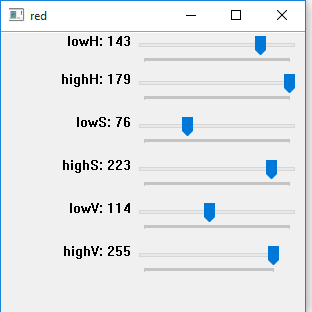 red
lowH: 143
highH: 179
lowS: 76
highS: 223
lowV: 114
highV: 255